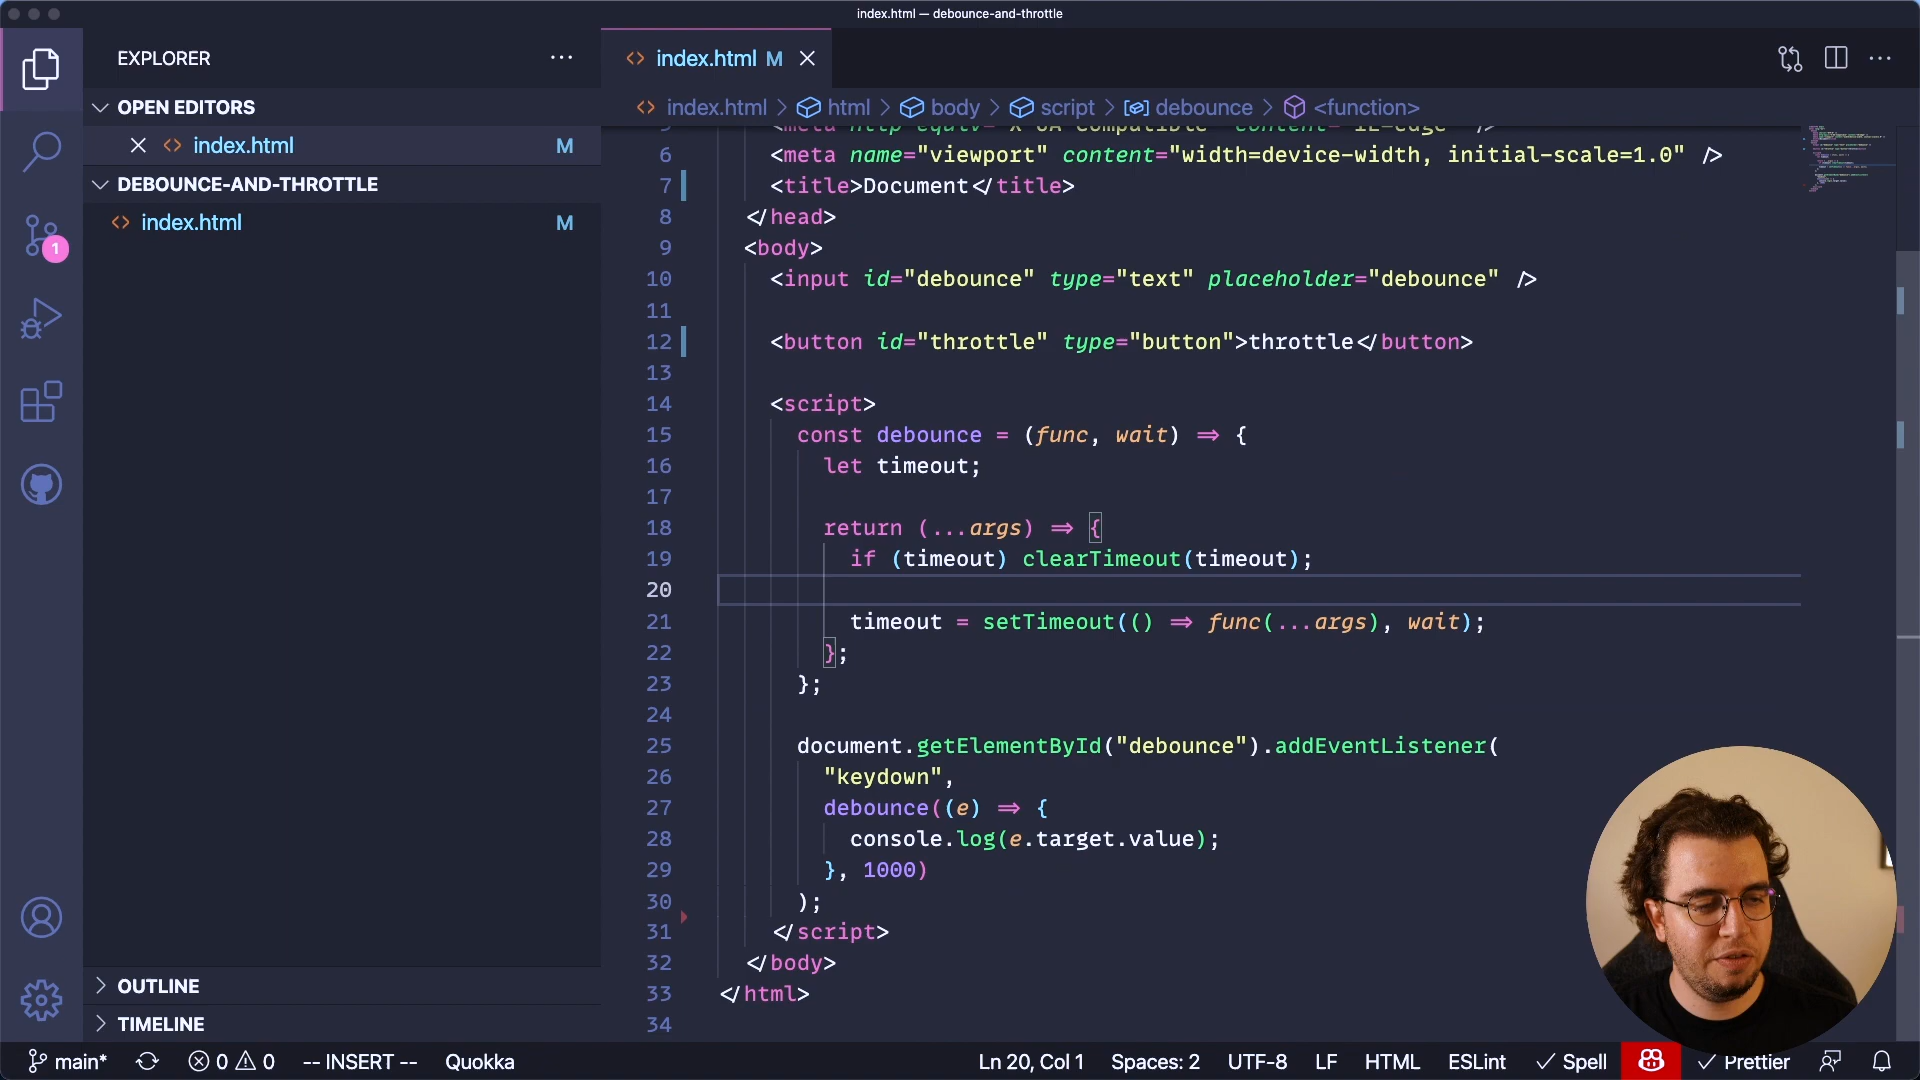 index.html — debounce-and-throttle
EXPLORER
index.html M
OPEN EDITORS
index.html > html > body > script > debounce > <function>
index.html M
6 <meta name="viewport" content="width=device-width, initial-scale=1.0" />
DEBOUNCE-AND-THROTTLE
7 <title>Document</title>
index.html M
8 </head>
1
9 <body>
10 <input id="debounce" type="text" placeholder="debounce" />
11
12 <button id="throttle" type="button">throttle</button>
13
14 <script>
15 const debounce = (func, wait) => {
16 let timeout;
17
18 return (...args) => {
19 if (timeout) clearTimeout(timeout);
20
21 timeout = setTimeout(() => func(...args), wait);
22 };
23 };
24
25 document.getElementById("debounce").addEventListener(
26 "keydown",
27 debounce((e) => {
28 console.log(e.target.value);
29 }, 1000)
30 );
31 </script>
32 </body>
33 </html>
34
OUTLINE
TIMELINE
main* 0 0 -- INSERT -- Quokka Ln 20, Col 1 Spaces: 2 UTF-8 LF HTML ESLint Spell Prettier